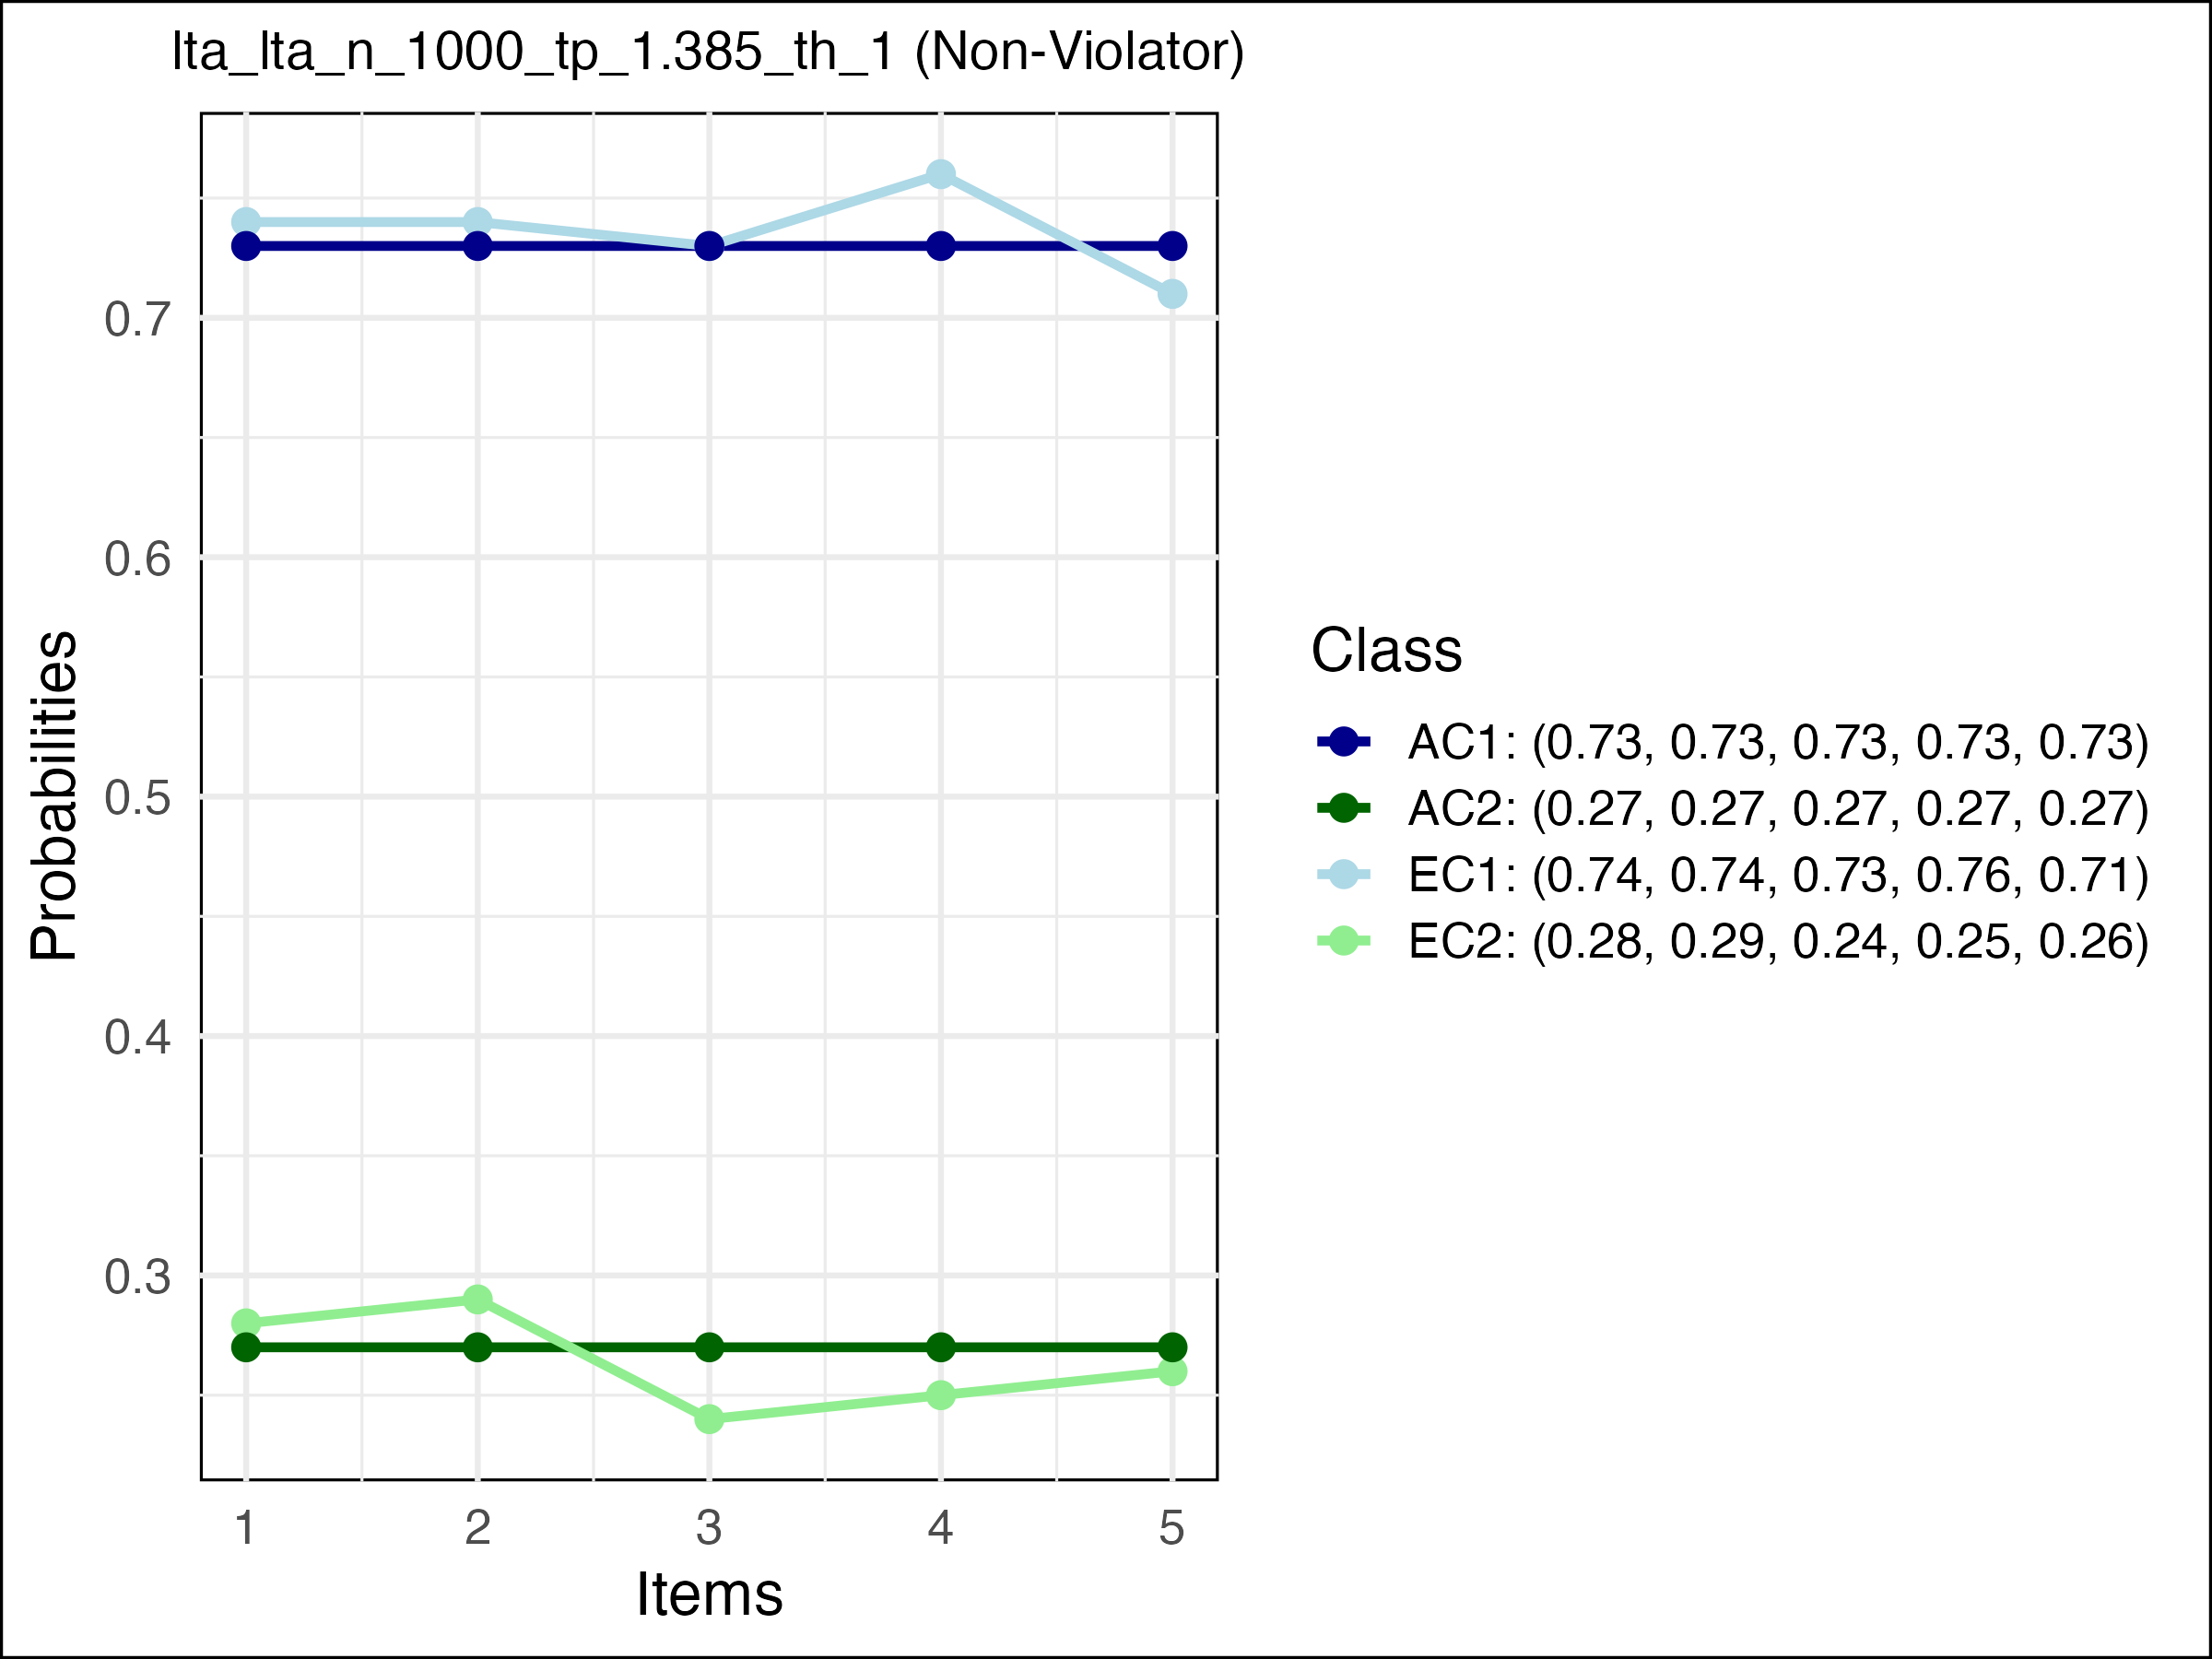 lta_lta_n_1000_tp_1.385_th_1 (Non-Violator)
0.7
0.6
0.5
0.4
0.3
Probabilities
1 2 3 4 5
Items
Class
AC1: (0.73, 0.73, 0.73, 0.73, 0.73)
AC2: (0.27, 0.27, 0.27, 0.27, 0.27)
EC1: (0.74, 0.74, 0.73, 0.76, 0.71)
EC2: (0.28, 0.29, 0.24, 0.25, 0.26)